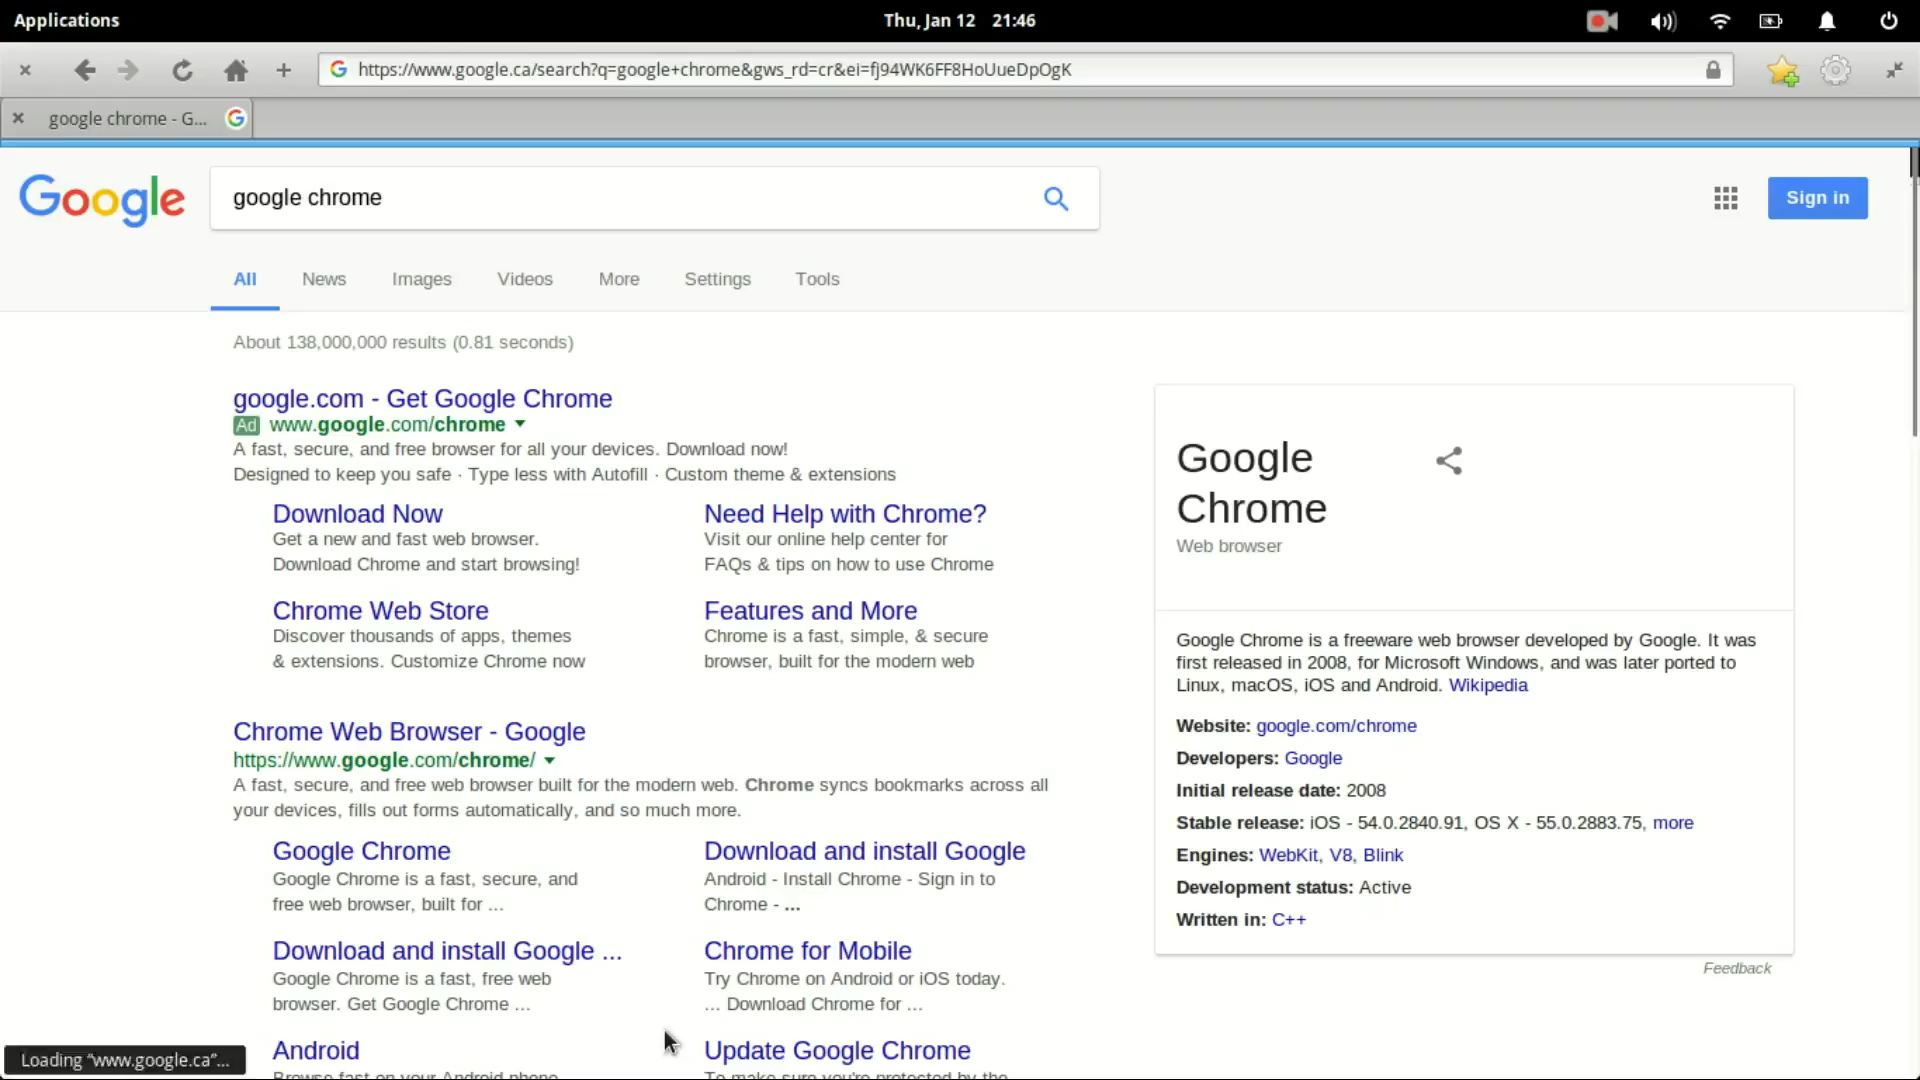 Applications
Thu, Jan 12 21:46
https://www.google.ca/search?q=google+chrome&gws_rd=cr&ei=fj94WK6FF8HoUueDpOgK
google chrome - G...
Google
google chrome
Sign in
All News Images Videos More Settings Tools
About 138,000,000 results (0.81 seconds)
google.com - Get Google Chrome
Ad www.google.com/chrome
A fast, secure, and free browser for all your devices. Download now!
Designed to keep you safe · Type less with Autofill · Custom theme & extensions
Download Now
Get a new and fast web browser.
Download Chrome and start browsing!
Need Help with Chrome?
Visit our online help center for
FAQs & tips on how to use Chrome
Chrome Web Store
Discover thousands of apps, themes
& extensions. Customize Chrome now
Features and More
Chrome is a fast, simple, & secure
browser, built for the modern web
Chrome Web Browser - Google
https://www.google.com/chrome/
A fast, secure, and free web browser built for the modern web. Chrome syncs bookmarks across all
your devices, fills out forms automatically, and so much more.
Google Chrome
Google Chrome is a fast, secure, and
free web browser, built for ...
Download and install Google
Android - Install Chrome - Sign in to
Chrome - ...
Download and install Google ...
Google Chrome is a fast, free web
browser. Get Google Chrome ...
Chrome for Mobile
Try Chrome on Android or iOS today.
... Download Chrome for ...
Android
Browse fast on your Android phone
Update Google Chrome
To make sure you're protected by the
Google
Chrome
Web browser
Google Chrome is a freeware web browser developed by Google. It was
first released in 2008, for Microsoft Windows, and was later ported to
Linux, macOS, iOS and Android. Wikipedia
Website: google.com/chrome
Developers: Google
Initial release date: 2008
Stable release: iOS - 54.0.2840.91, OS X - 55.0.2883.75, more
Engines: WebKit, V8, Blink
Development status: Active
Written in: C++
Feedback
Loading “www.google.ca”...